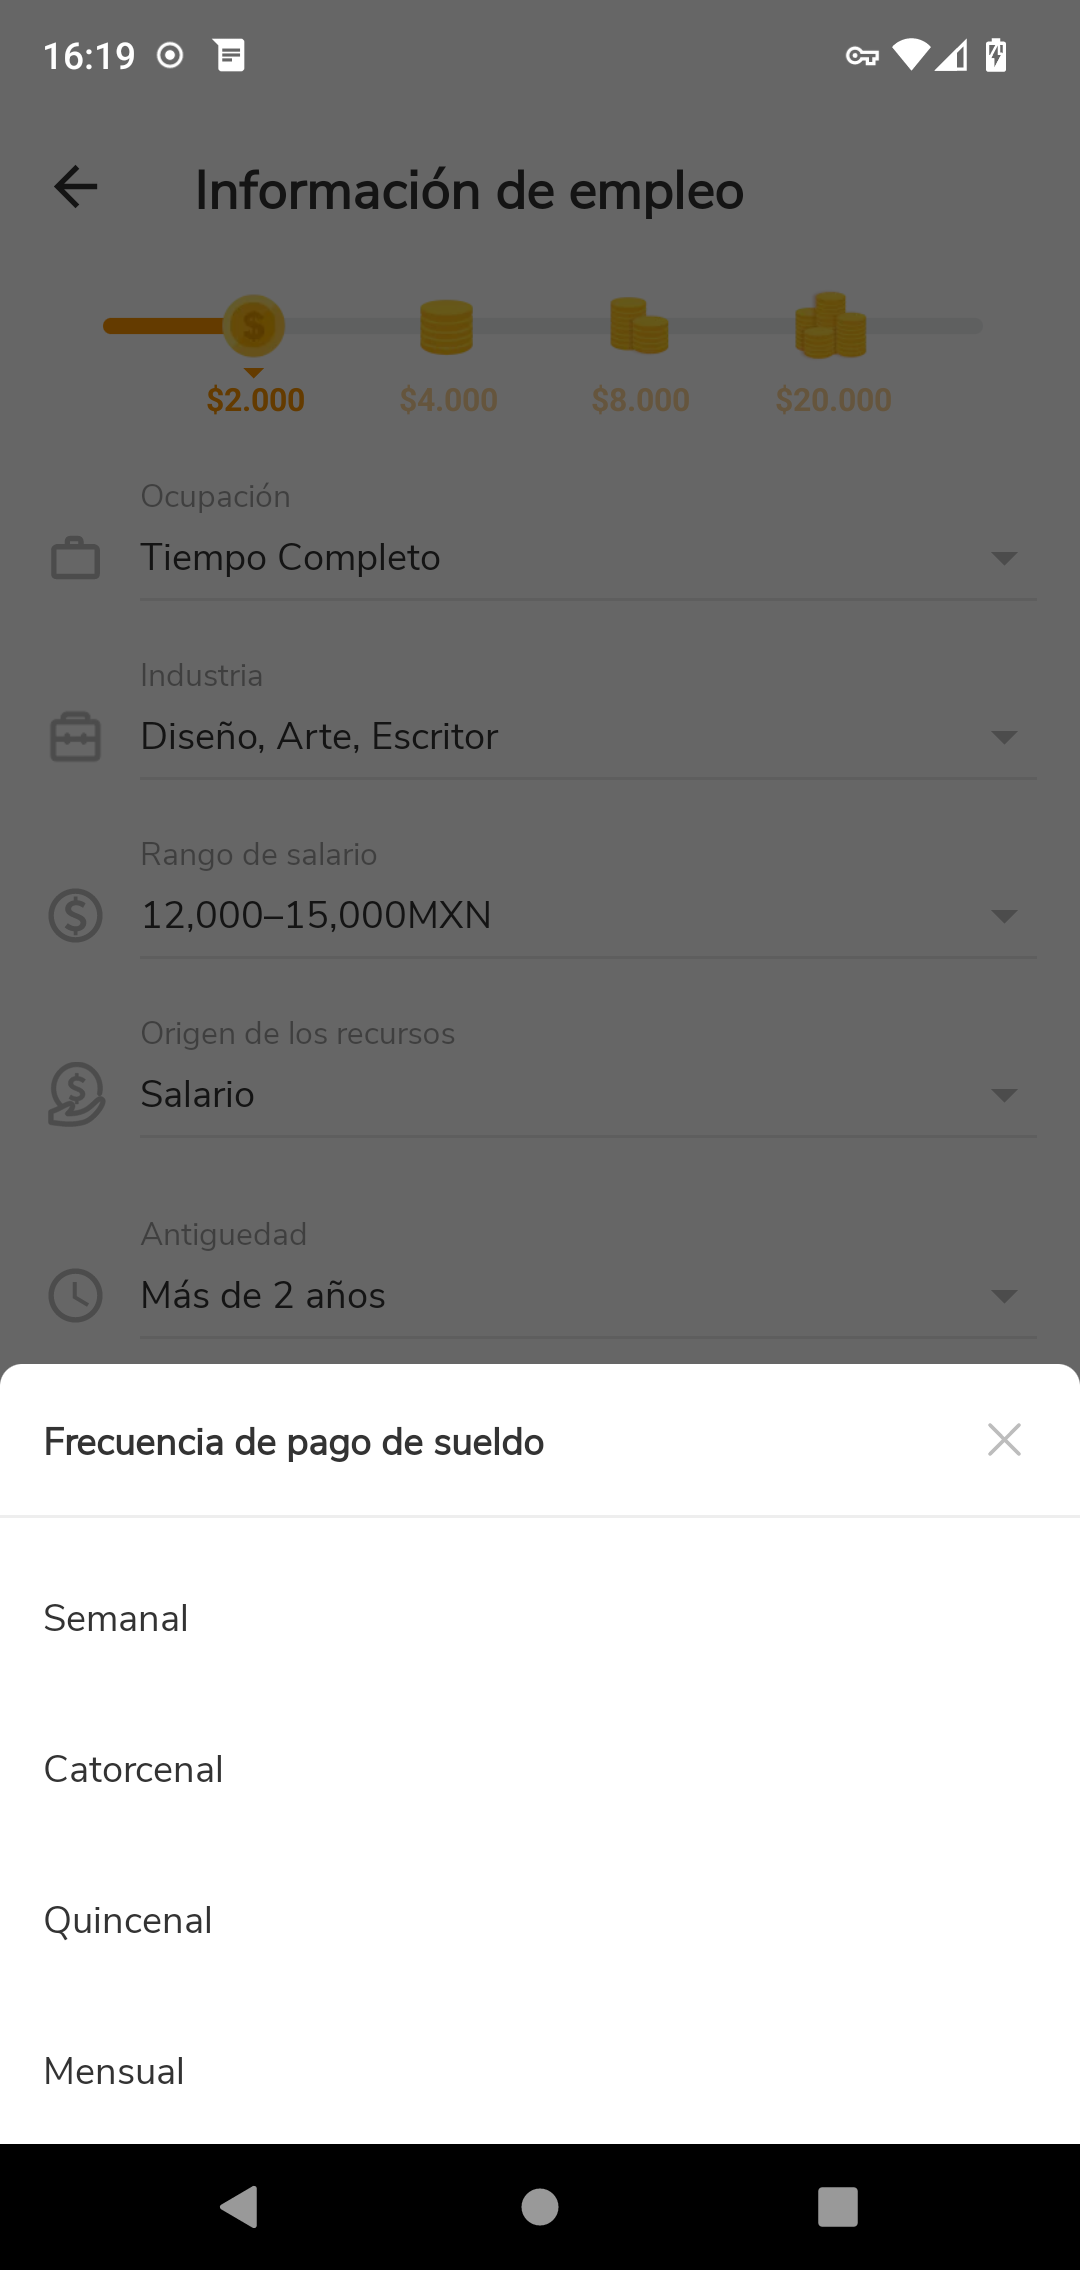 16:19
Información de empleo
$2.000 $4.000 $8.000 $20.000
Ocupación
Tiempo Completo
Industria
Diseño, Arte, Escritor
Rango de salario
12,000–15,000MXN
Origen de los recursos
Salario
Antiguedad
Más de 2 años
Frecuencia de pago de sueldo
Semanal
Catorcenal
Quincenal
Mensual